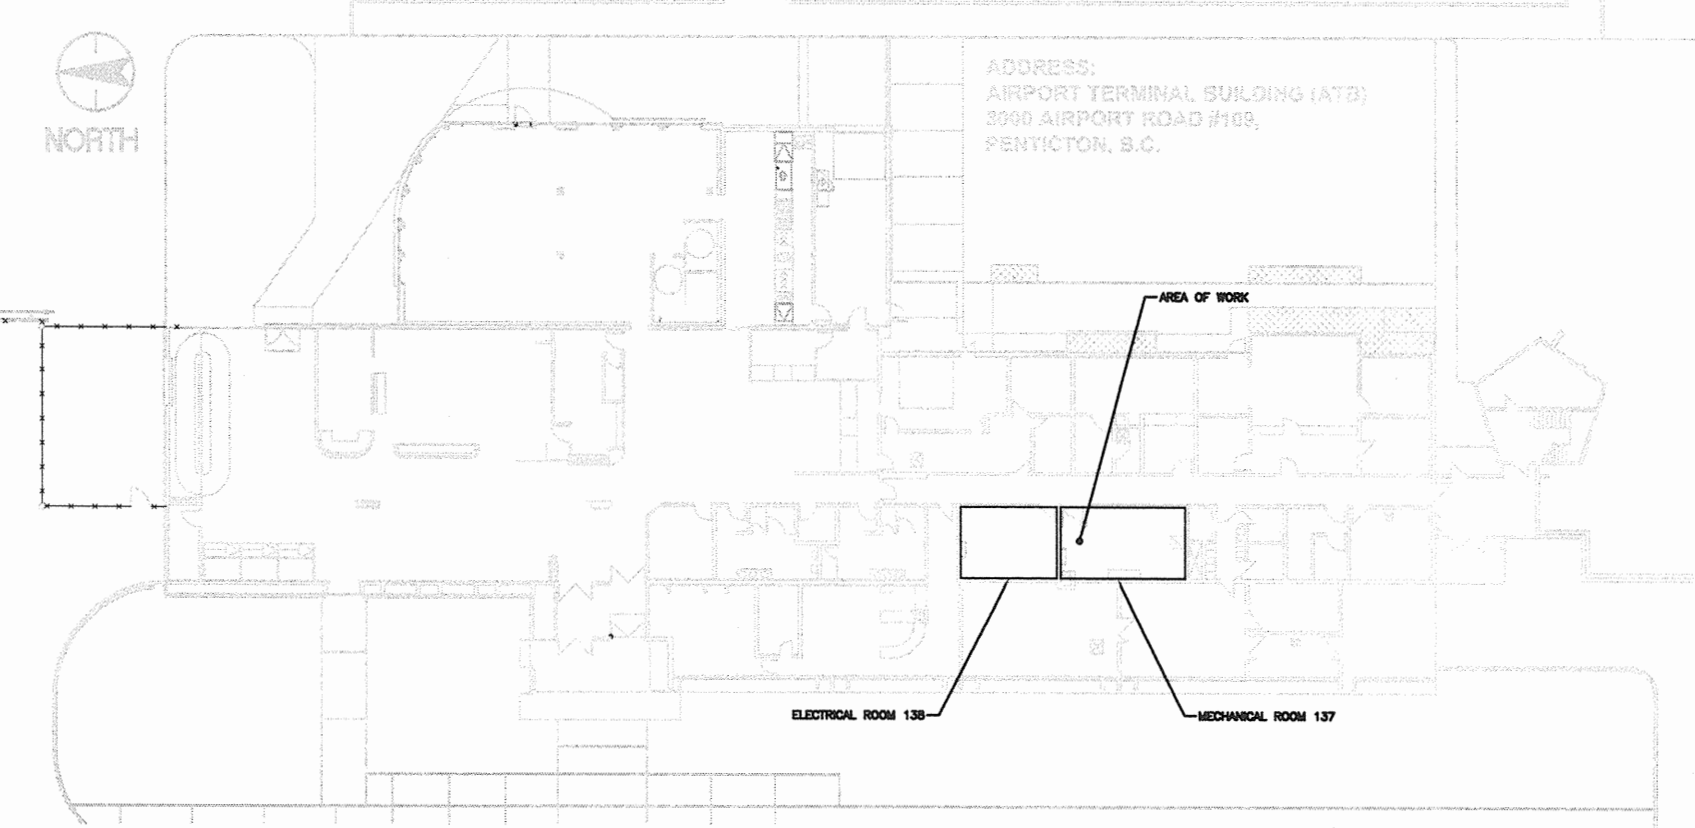 NORTH
ADDRESS:
AIRPORT TERMINAL BUILDING (ATB)
3000 AIRPORT ROAD #109,
PENTICTON, B.C.
AREA OF WORK
ELECTRICAL ROOM 138
MECHANICAL ROOM 137